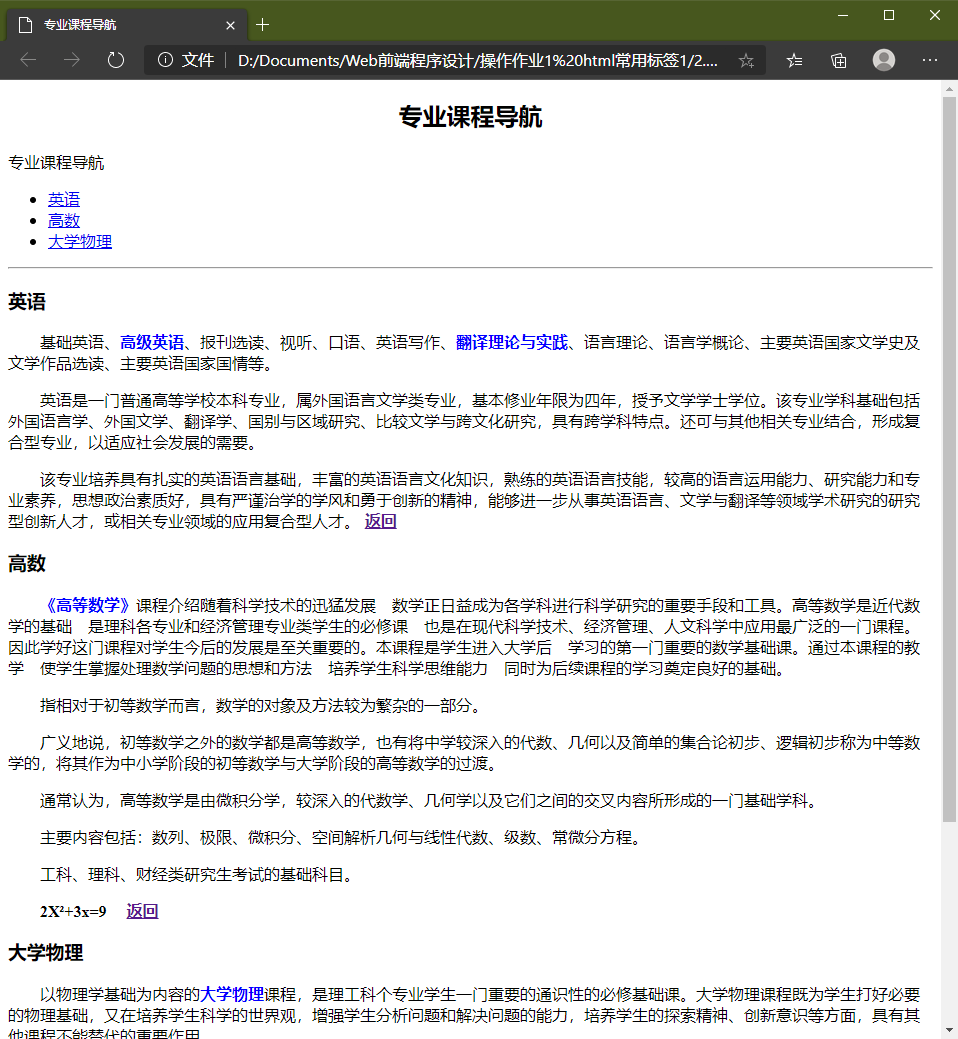 专业课程导航
文件 D:/Documents/Web前端程序设计/操作作业1%20html常用标签1/2....
专业课程导航
专业课程导航
英语
高数
大学物理
英语
基础英语、高级英语、报刊选读、视听、口语、英语写作、翻译理论与实践、语言理论、语言学概论、主要英语国家文学史及
文学作品选读、主要英语国家国情等。
英语是一门普通高等学校本科专业，属外国语言文学类专业，基本修业年限为四年，授予文学学士学位。该专业学科基础包括
外国语言学、外国文学、翻译学、国别与区域研究、比较文学与跨文化研究，具有跨学科特点。还可与其他相关专业结合，形成复
合型专业，以适应社会发展的需要。
该专业培养具有扎实的英语语言基础，丰富的英语语言文化知识，熟练的英语语言技能，较高的语言运用能力、研究能力和专
业素养，思想政治素质好，具有严谨治学的学风和勇于创新的精神，能够进一步从事英语语言、文学与翻译等领域学术研究的研究
型创新人才，或相关专业领域的应用复合型人才。 返回
高数
《高等数学》课程介绍随着科学技术的迅猛发展　数学正日益成为各学科进行科学研究的重要手段和工具。高等数学是近代数
学的基础　是理科各专业和经济管理专业类学生的必修课　也是在现代科学技术、经济管理、人文科学中应用最广泛的一门课程。
因此学好这门课程对学生今后的发展是至关重要的。本课程是学生进入大学后　学习的第一门重要的数学基础课。通过本课程的教
学　使学生掌握处理数学问题的思想和方法　培养学生科学思维能力　同时为后续课程的学习奠定良好的基础。
指相对于初等数学而言，数学的对象及方法较为繁杂的一部分。
广义地说，初等数学之外的数学都是高等数学，也有将中学较深入的代数、几何以及简单的集合论初步、逻辑初步称为中等数
学的，将其作为中小学阶段的初等数学与大学阶段的高等数学的过渡。
通常认为，高等数学是由微积分学，较深入的代数学、几何学以及它们之间的交叉内容所形成的一门基础学科。
主要内容包括：数列、极限、微积分、空间解析几何与线性代数、级数、常微分方程。
工科、理科、财经类研究生考试的基础科目。
2X²+3x=9　返回
大学物理
以物理学基础为内容的大学物理课程，是理工科个专业学生一门重要的通识性的必修基础课。大学物理课程既为学生打好必要
的物理基础，又在培养学生科学的世界观，增强学生分析问题和解决问题的能力，培养学生的探索精神、创新意识等方面，具有其
他课程不能替代的重要作用